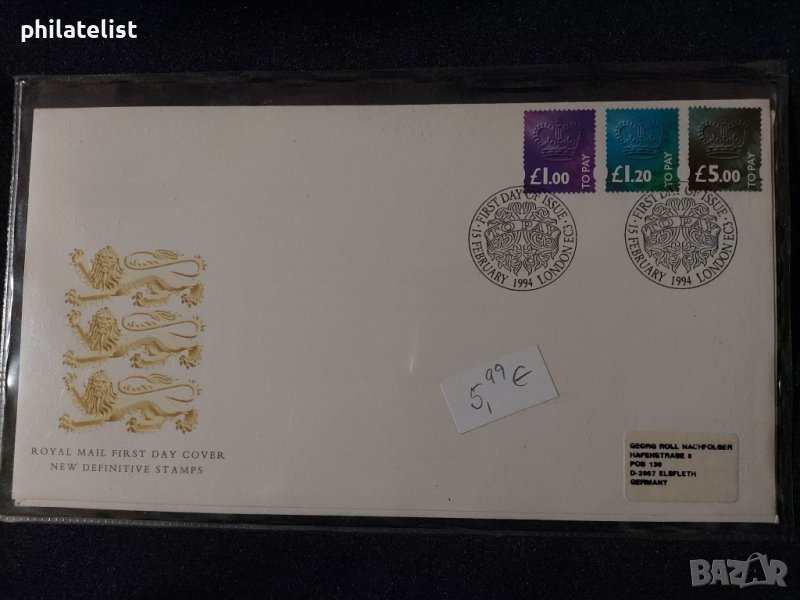 philatelist
£1.00
TO PAY
£1.20
TO PAY
£5.00
TO PAY
FIRST DAY OF ISSUE
TO PAY
15 FEBRUARY 1994 LONDON EC3
FIRST DAY OF ISSUE
TO PAY
15 FEBRUARY 1994 LONDON EC3
5,99 €
ROYAL MAIL FIRST DAY COVER
NEW DEFINITIVE STAMPS
GEORG ROLL NACHFOLGER
HAFENSTRABE 8
POB 130
D-2887 ELSFLETH
GERMANY
BAZAR